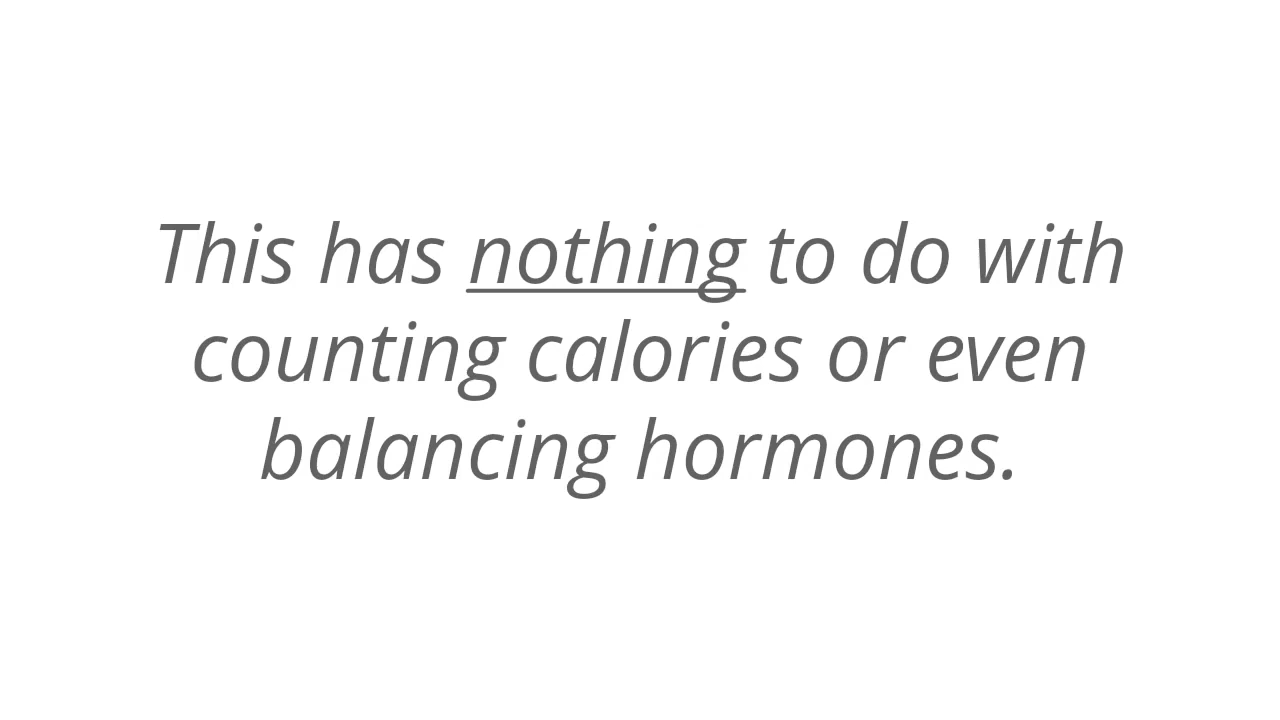 This has nothing to do with
counting calories or even
balancing hormones.